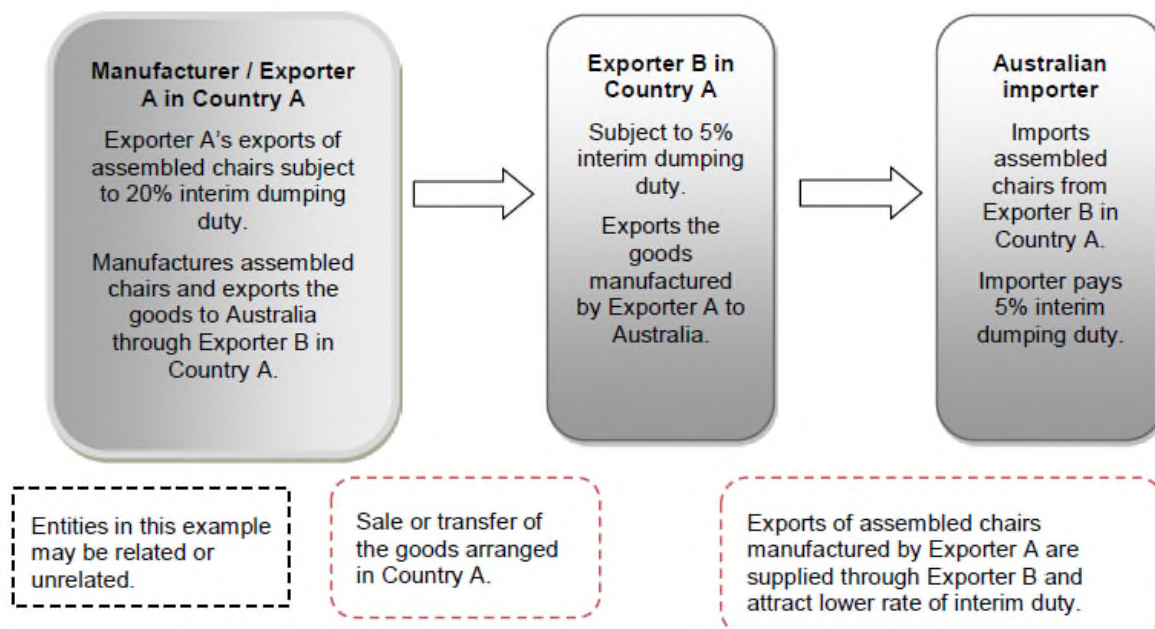 Manufacturer / Exporter
A in Country A
Exporter A's exports of
assembled chairs subject
to 20% interim dumping
duty.
Manufactures assembled
chairs and exports the
goods to Australia
through Exporter B in
Country A.
Exporter B in
Country A
Subject to 5%
interim dumping
duty.
Exports the
goods
manufactured
by Exporter A to
Australia.
Australian
importer
Imports
assembled
chairs from
Exporter B in
Country A.
Importer pays
5% interim
dumping duty.
Entities in this example
may be related or
unrelated.
Sale or transfer of
the goods arranged
in Country A.
Exports of assembled chairs
manufactured by Exporter A are
supplied through Exporter B and
attract lower rate of interim duty.